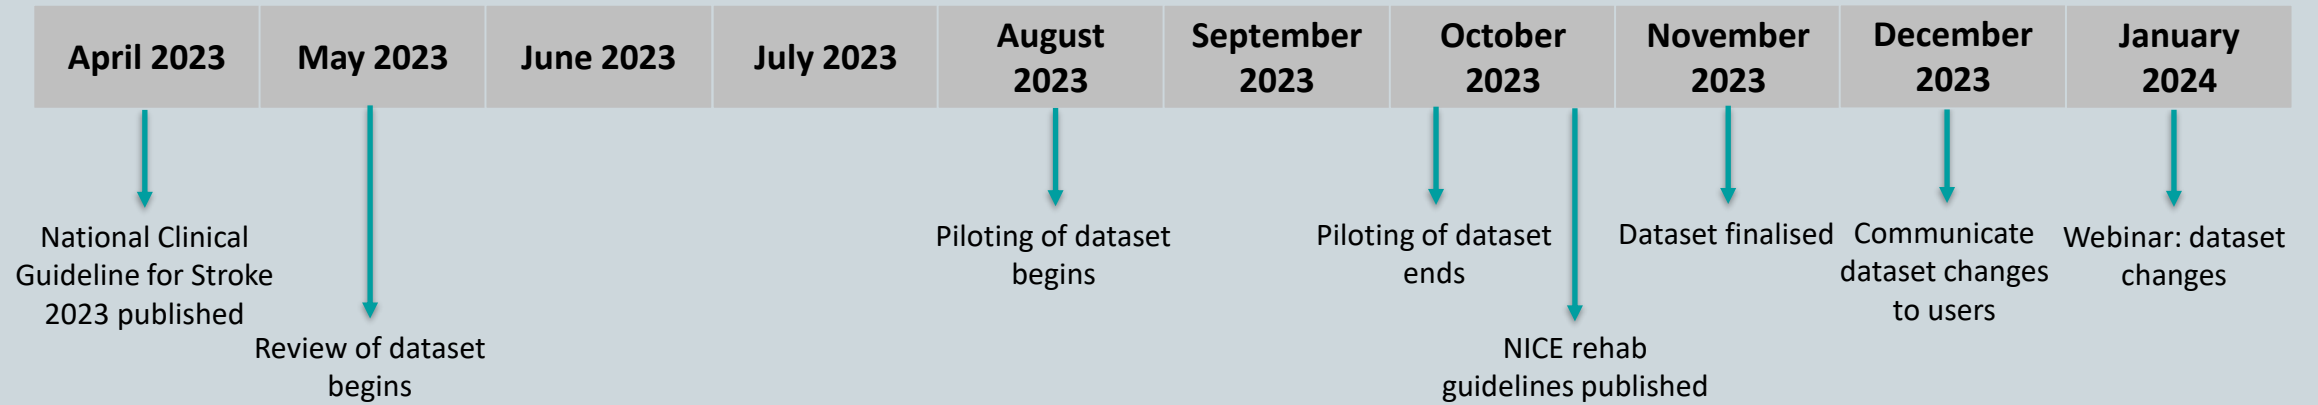 April 2023
May 2023
June 2023
July 2023
August
2023
September
2023
October
2023
November
2023
December
2023
January
2024
National Clinical
Guideline for Stroke
2023 published
Review of dataset
begins
Piloting of dataset
begins
Piloting of dataset
ends
NICE rehab
guidelines published
Dataset finalised
Communicate
dataset changes
to users
Webinar: dataset
changes